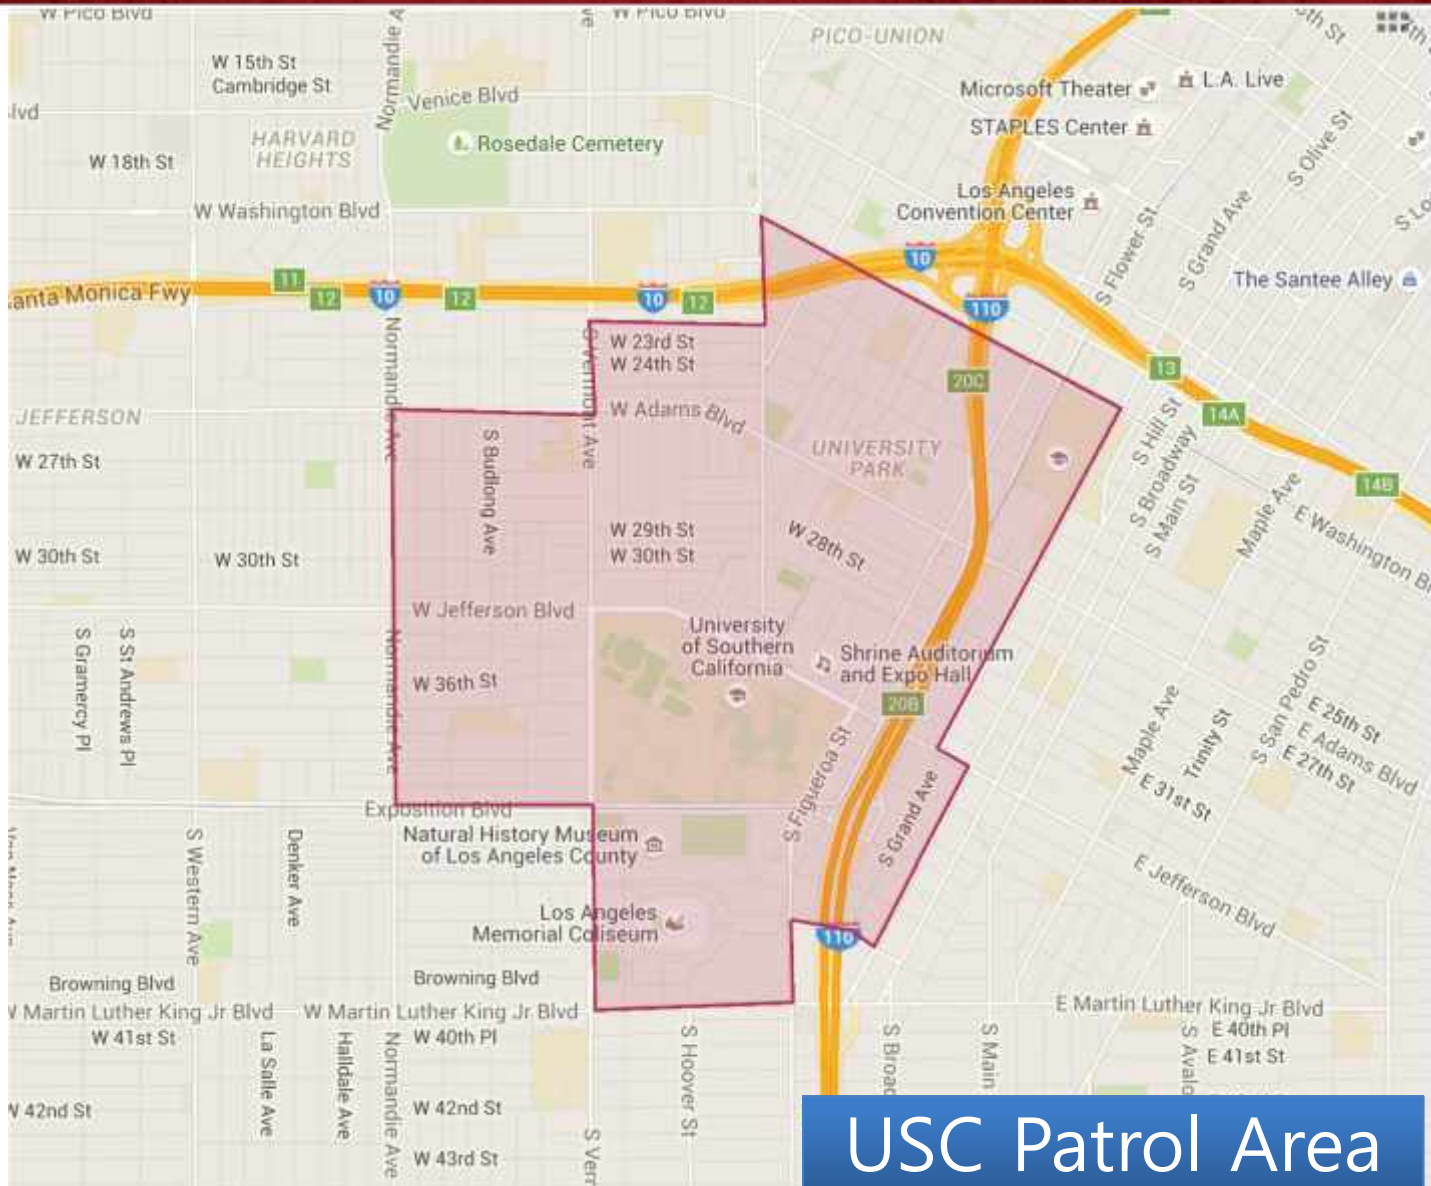 W Pico Blvd
W Pico Blvd
PICO-UNION
W 15th St
Cambridge St
Normandie A
Venice Blvd
Microsoft Theater
L.A. Live
STAPLES Center
HARVARD
HEIGHTS
Rosedale Cemetery
W 18th St
S Olive St
Los Angeles
Convention Center
W Washington Blvd
S Flower St
S Grand Ave
S Lo
10
The Santee Alley
11
12
10
12
10
12
110
anta Monica Fwy
Normandie Ave
S Vermont Ave
W 23rd St
W 24th St
20C
13
JEFFERSON
W Adams Blvd
14A
S Hill St
S Broadway
S Main St
UNIVERSITY
PARK
W 27th St
S Budlong Ave
14B
Maple Ave
E Washington Bl
W 29th St
W 30th St
W 28th St
W 30th St
W 30th St
W Jefferson Blvd
University
of Southern
California
Shrine Auditorium
and Expo Hall
S Gramercy Pl
S St Andrews Pl
Normandie Ave
W 36th St
20B
Maple Ave
Trinity St
S San Pedro St
E 25th St
E Adams Blvd
E 27th St
E 31st St
S Figueroa St
S Grand Ave
Exposition Blvd
Natural History Museum
of Los Angeles County
S Western Ave
Denker Ave
E Jefferson Blvd
Los Angeles
Memorial Coliseum
110
Browning Blvd
Browning Blvd
W Martin Luther King Jr Blvd
W Martin Luther King Jr Blvd
E Martin Luther King Jr Blvd
W 41st St
La Salle Ave
Halldale Ave
Normandie Ave
W 40th Pl
S Hoover St
S Broad
S Main
S Avalo
E 40th Pl
E 41st St
W 42nd St
W 42nd St
W 43rd St
S Verr
USC Patrol Area